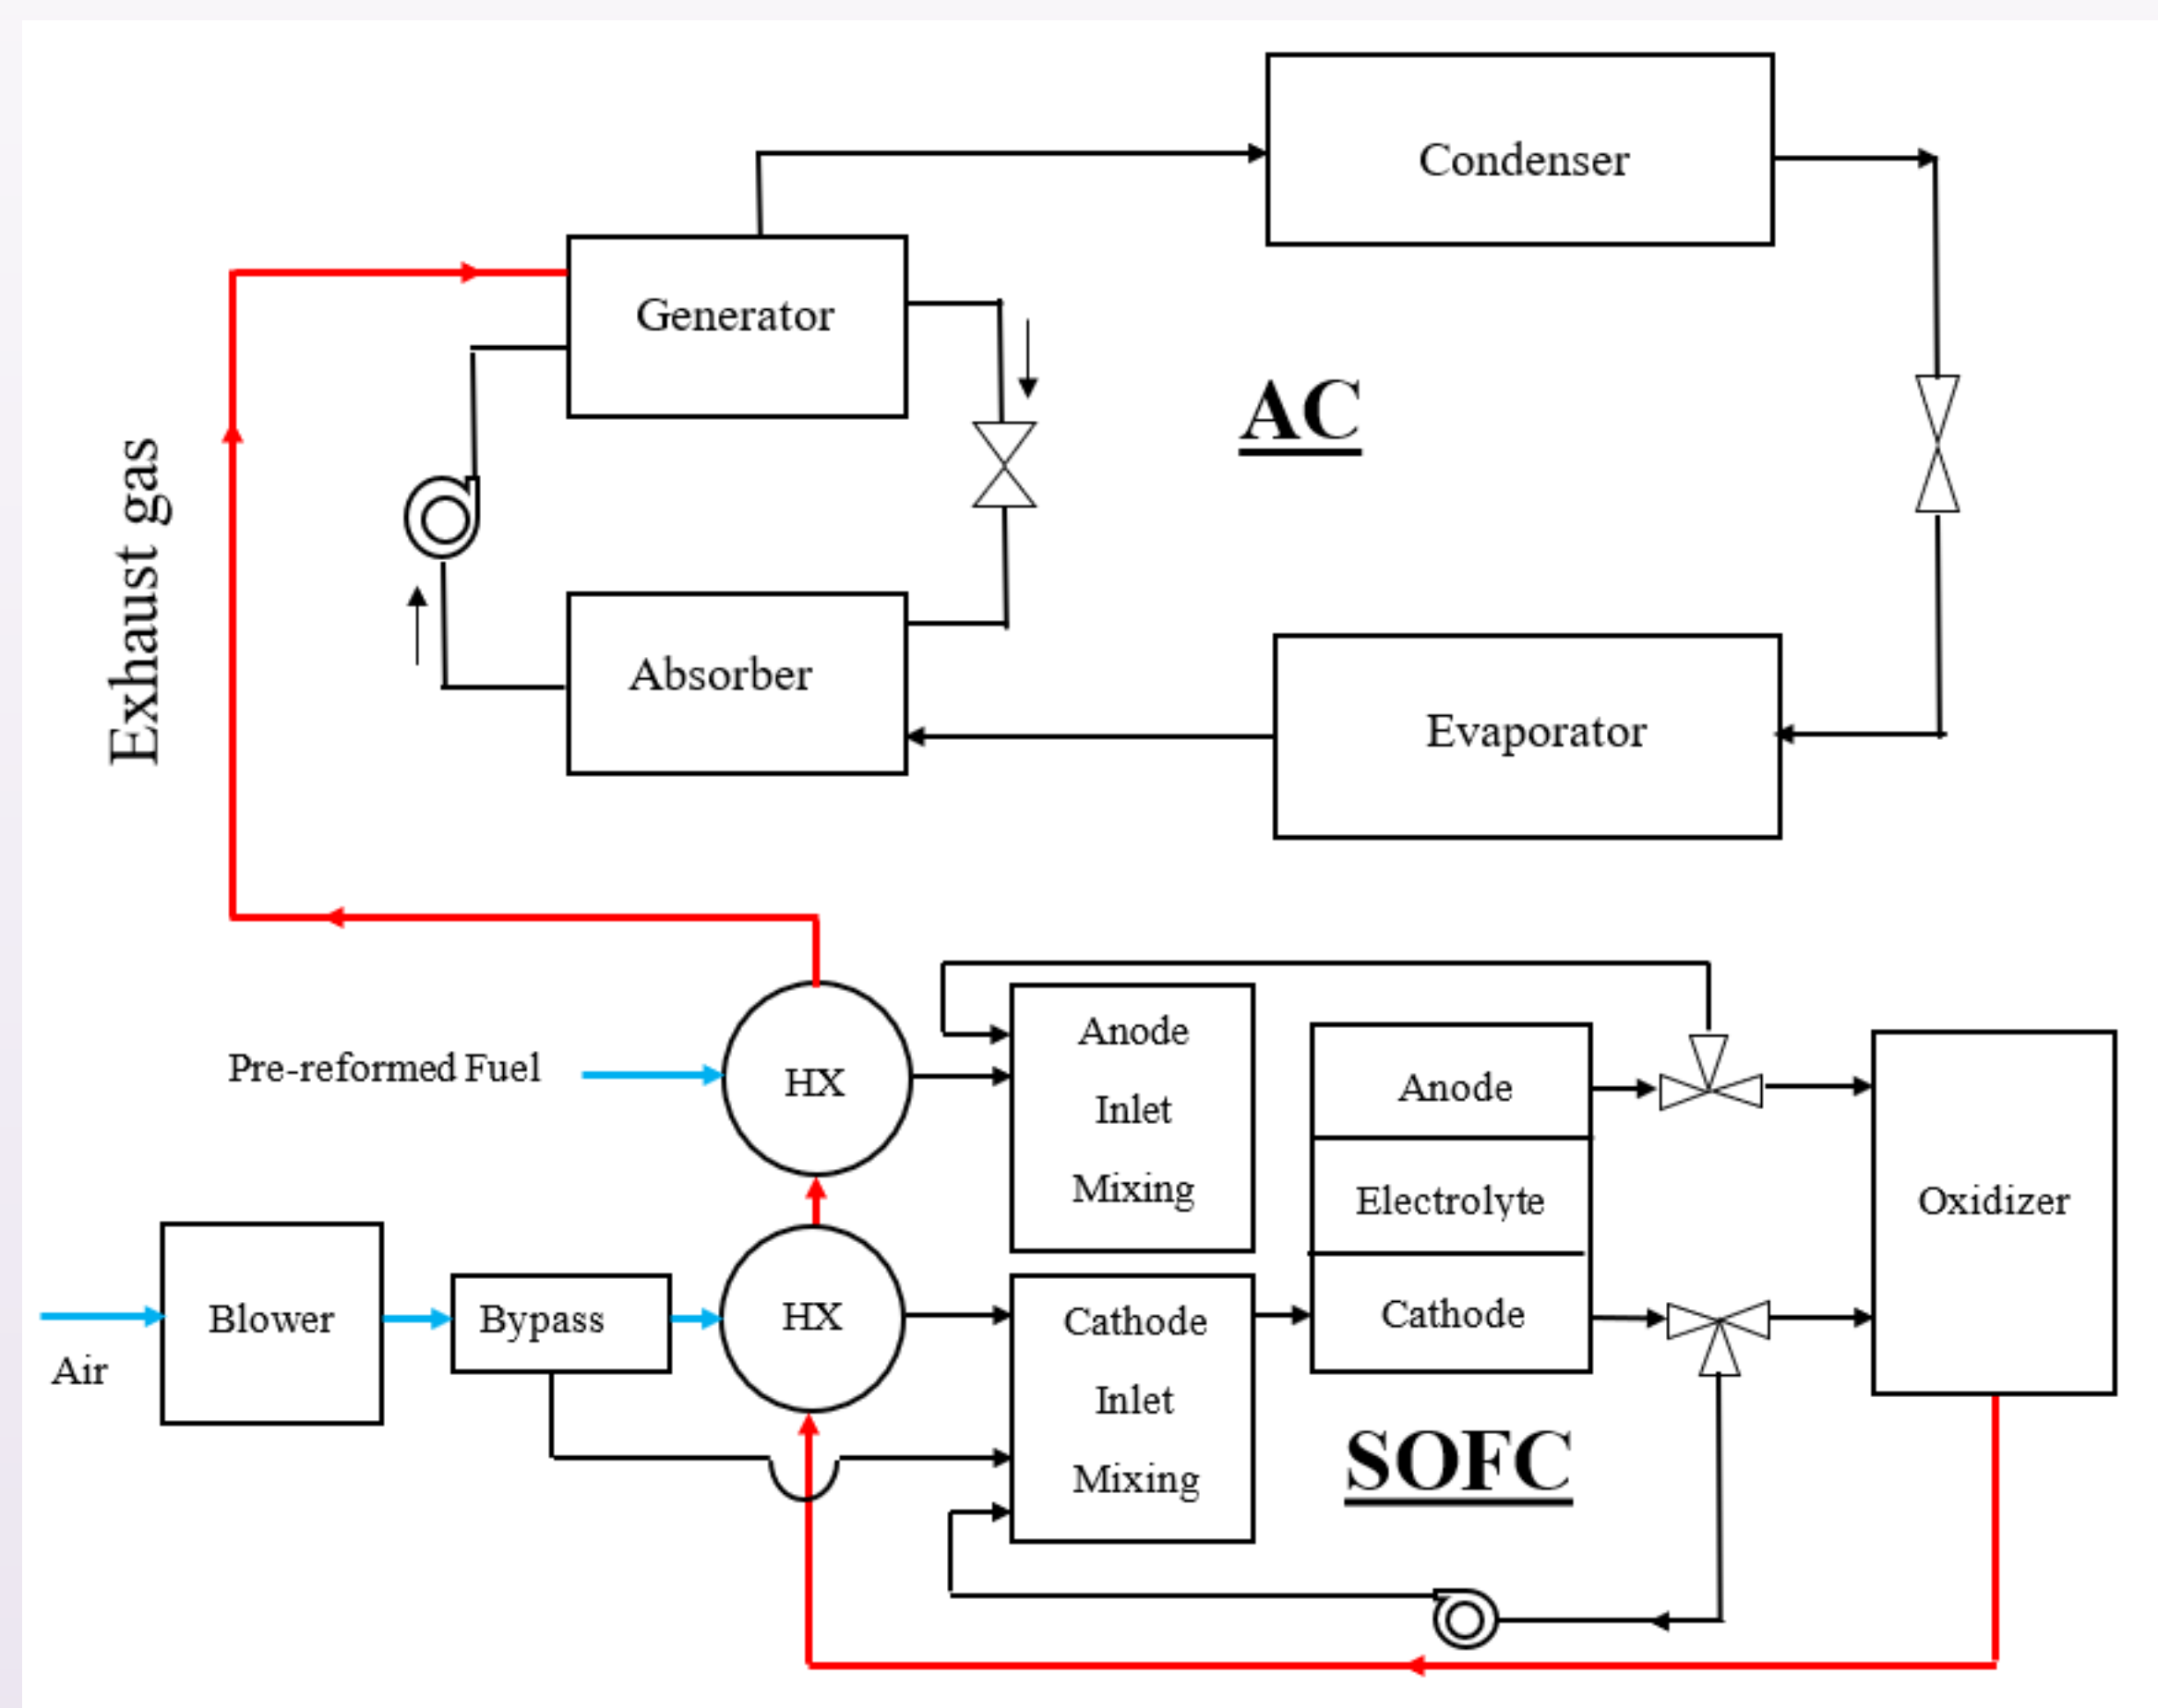 Condenser
Generator
AC
Exhaust gas
Absorber
Evaporator
Pre-reformed Fuel
HX
Anode
Inlet
Mixing
Anode
Electrolyte
Cathode
Oxidizer
Air
Blower
Bypass
HX
Cathode
Inlet
Mixing
SOFC